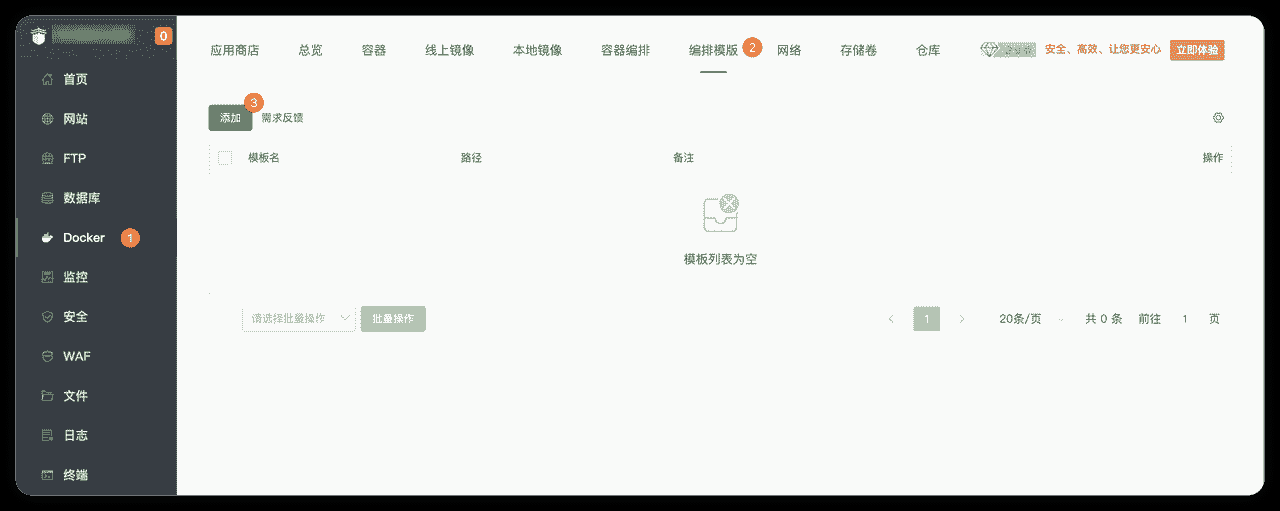 0
首页
网站
FTP
数据库
Docker 1
监控
安全
WAF
文件
日志
终端
应用商店 总览 容器 线上镜像 本地镜像 容器编排 编排模版 2 网络 存储卷 仓库 安全、高效、让您更安心 立即体验
添加 3 需求反馈
模板名 路径 备注 操作
模板列表为空
请选择批量操作 批量操作 1 20条/页 共 0 条 前往 1 页